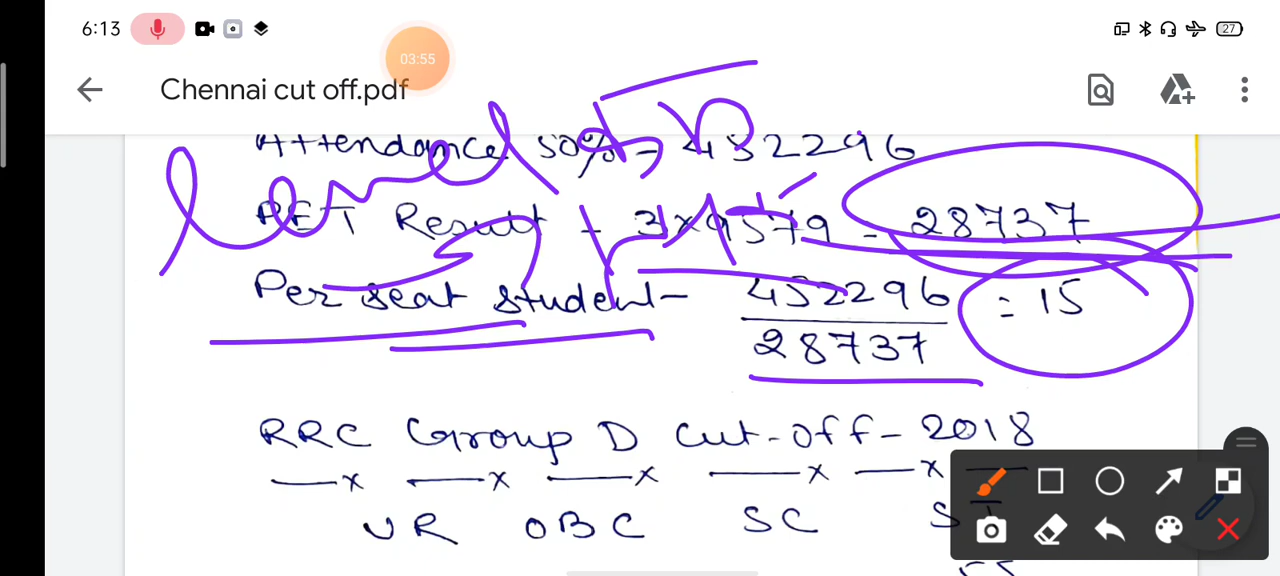 6:13
27
03:55
Chennai cut off.pdf
Attendance 50% - 432296
PET Result - 3x9579 - 28737
Per seat student - 432296 = 15
28737
RRC Group D Cut-off - 2018
UR OBC SC